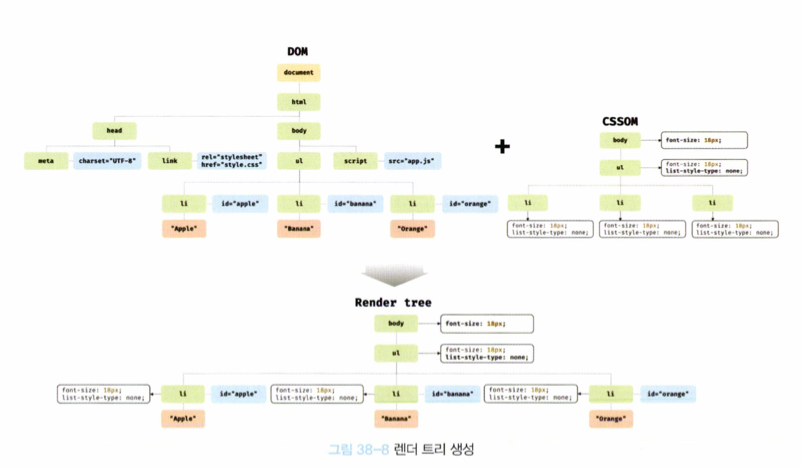 DOM
document
html
head
body
meta
charset="UTF-8"
link
rel="stylesheet"
href="style.css"
ul
script
src="app.js"
li
id="apple"
li
id="banana"
li
id="orange"
"Apple"
"Banana"
"Orange"
+
CSSOM
body
font-size: 18px;
ul
font-size: 18px;
list-style-type: none;
li
li
li
font-size: 18px;
list-style-type: none;
font-size: 18px;
list-style-type: none;
font-size: 18px;
list-style-type: none;
Render tree
body
font-size: 18px;
ul
font-size: 18px;
list-style-type: none;
font-size: 18px;
list-style-type: none;
li
id="apple"
font-size: 18px;
list-style-type: none;
li
id="banana"
font-size: 18px;
list-style-type: none;
li
id="orange"
"Apple"
"Banana"
"Orange"
그림 38-8 렌더 트리 생성